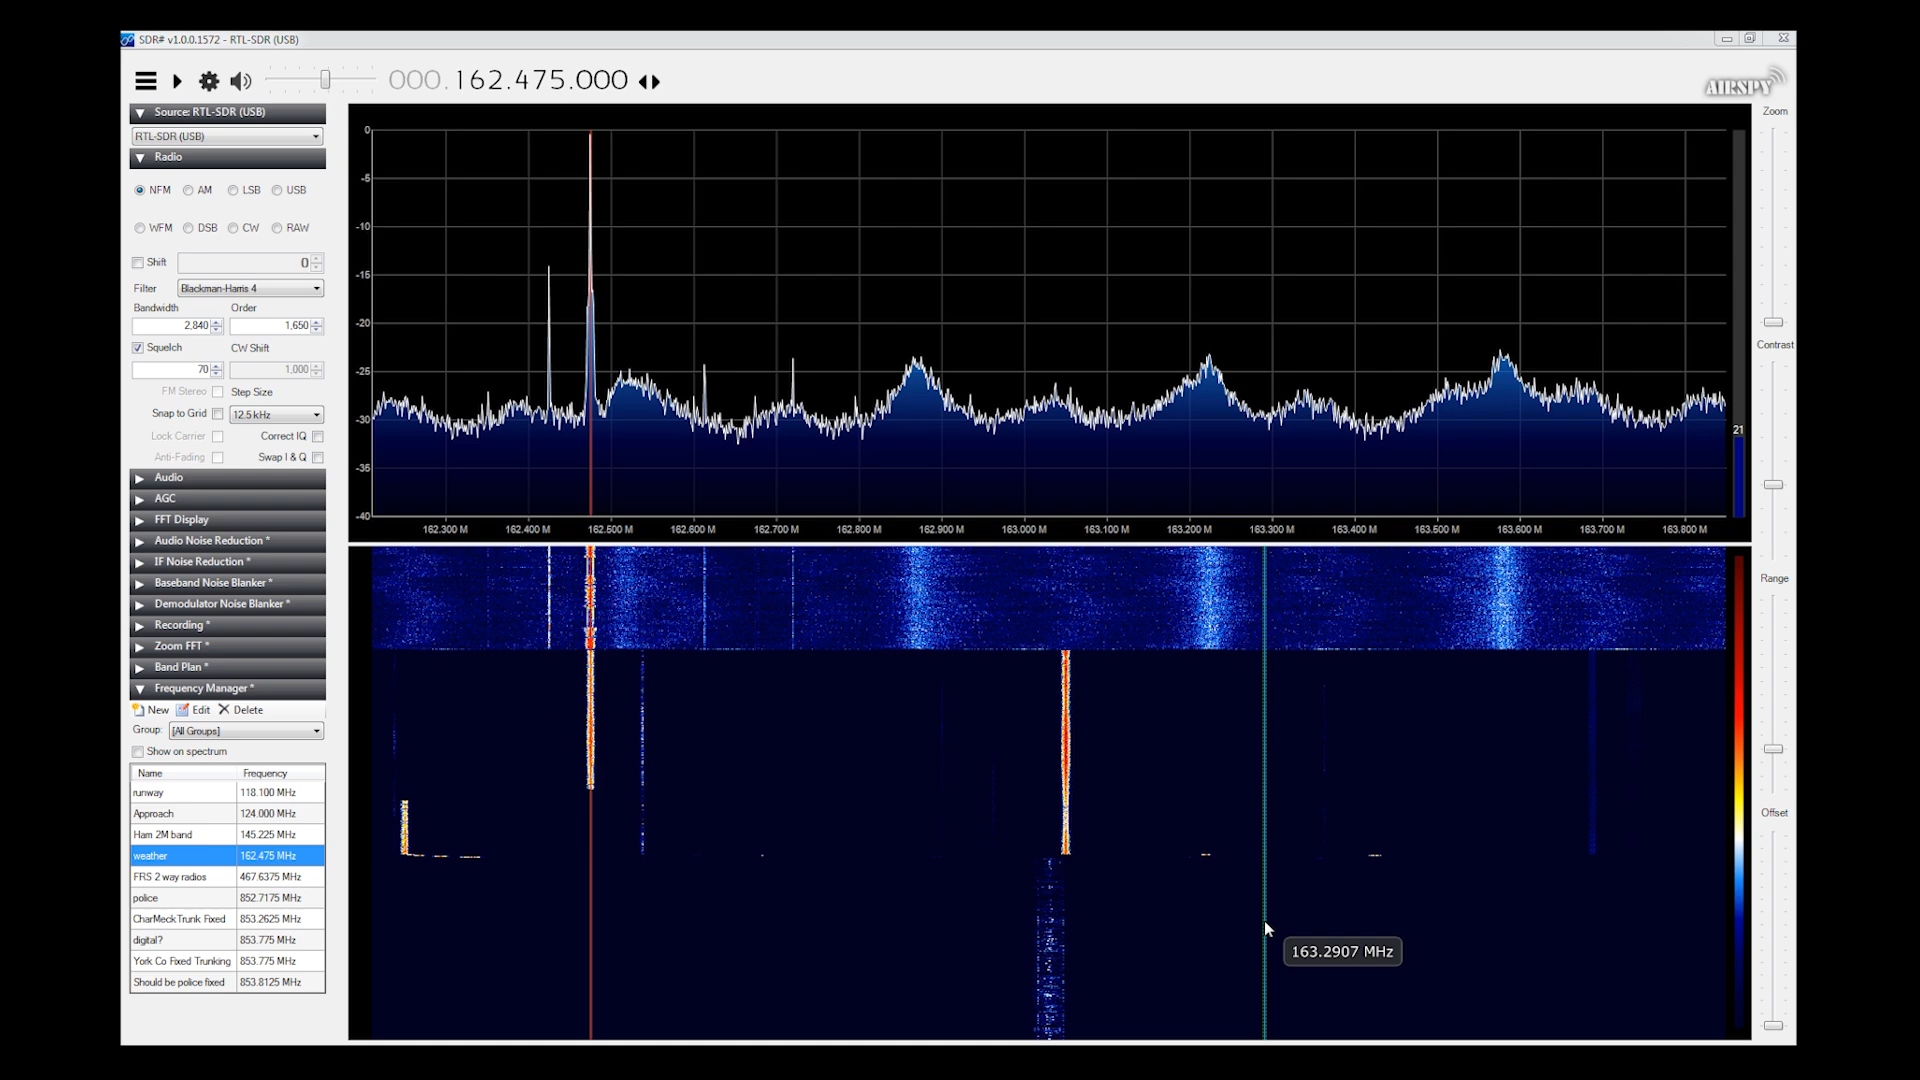 SDR# v1.0.0.1572 - RTL-SDR (USB)
000.162.475.000
AIRSPY
Source: RTL-SDR (USB)
RTL-SDR (USB)
Radio
NFM AM LSB USB
WFM DSB CW RAW
Shift 0
Filter Blackman-Harris 4
Bandwidth Order
2,840 1,650
Squelch CW Shift
70 1,000
FM Stereo Step Size
Snap to Grid 12.5 kHz
Lock Carrier Correct IQ
Anti-Fading Swap I & Q
Audio
AGC
FFT Display
Audio Noise Reduction *
IF Noise Reduction *
Baseband Noise Blanker *
Demodulator Noise Blanker *
Recording *
Zoom FFT *
Band Plan *
Frequency Manager *
New Edit Delete
Group: [All Groups]
Show on spectrum
Name Frequency
runway 118.100 MHz
Approach 124.000 MHz
Ham 2M band 145.225 MHz
weather 162.475 MHz
FRS 2 way radios 467.6375 MHz
police 852.7175 MHz
CharMeckTrunk Fixed 853.2625 MHz
digital? 853.775 MHz
York Co Fixed Trunking 853.775 MHz
Should be police fixed 853.8125 MHz
0
-5
-10
-15
-20
-25
-30
-35
-40
162.300 M 162.400 M 162.500 M 162.600 M 162.700 M 162.800 M 162.900 M 163.000 M 163.100 M 163.200 M 163.300 M 163.400 M 163.500 M 163.600 M 163.700 M 163.800 M
21
163.2907 MHz
Zoom
Contrast
Range
Offset